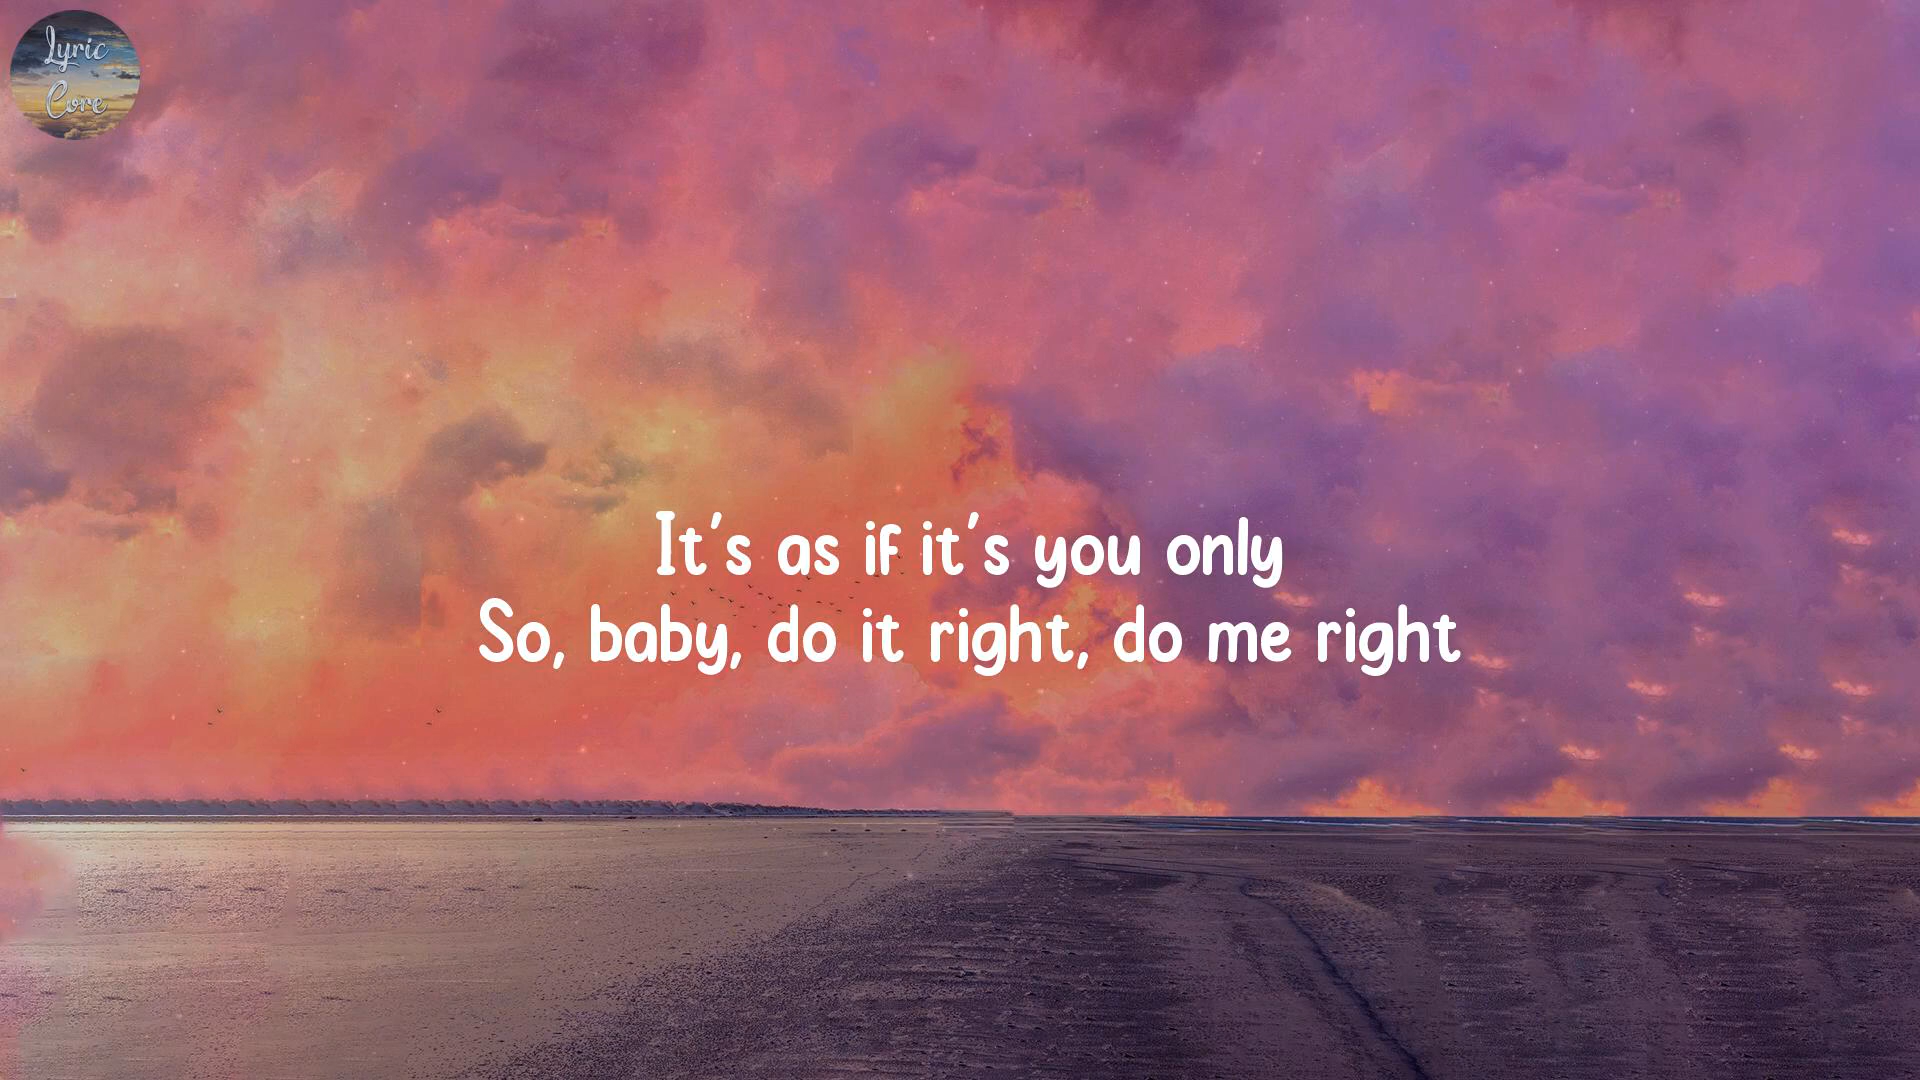 Lyric
Core
It's as if it's you only
So, baby, do it right, do me right